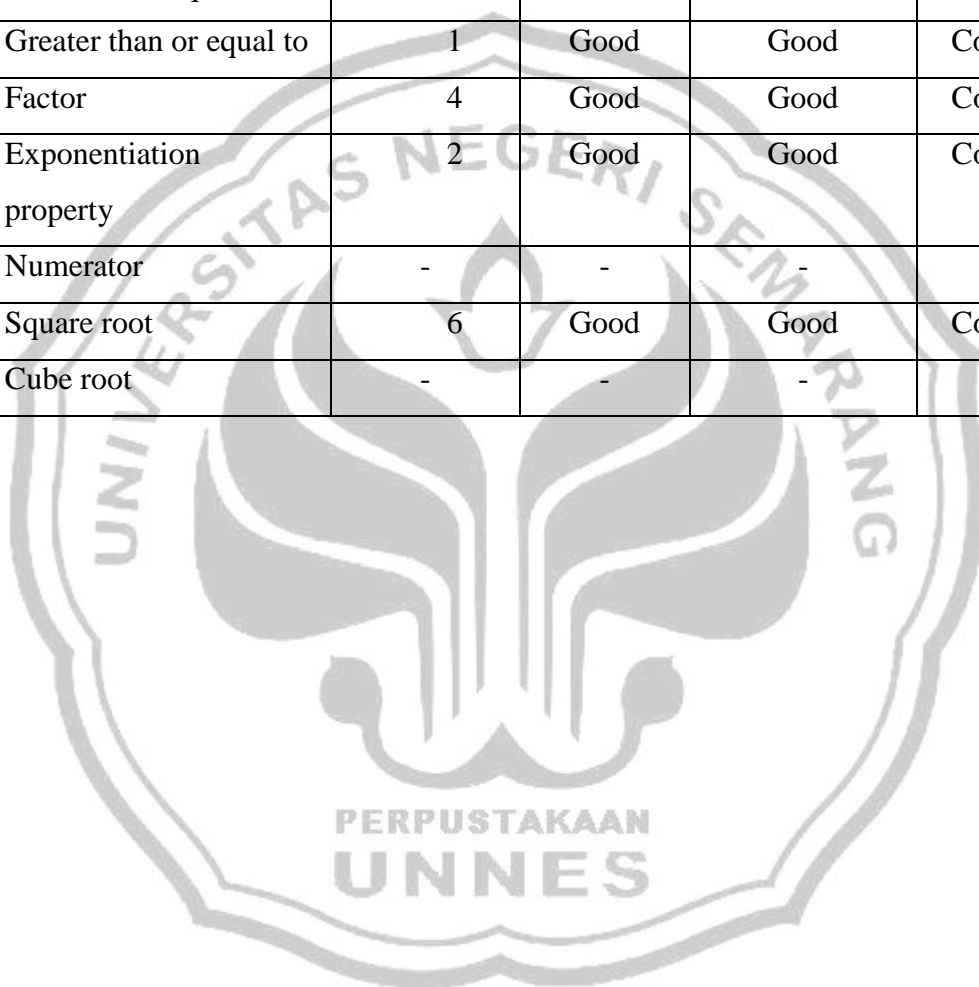 Greater than or equal to 1 Good Good
Factor 4 Good Good
Exponentiation 2 Good Good
property
Numerator - - -
Square root 6 Good Good
Cube root - - -
UNIVERSITAS NEGERI SEMARANG
PERPUSTAKAAN
UNNES